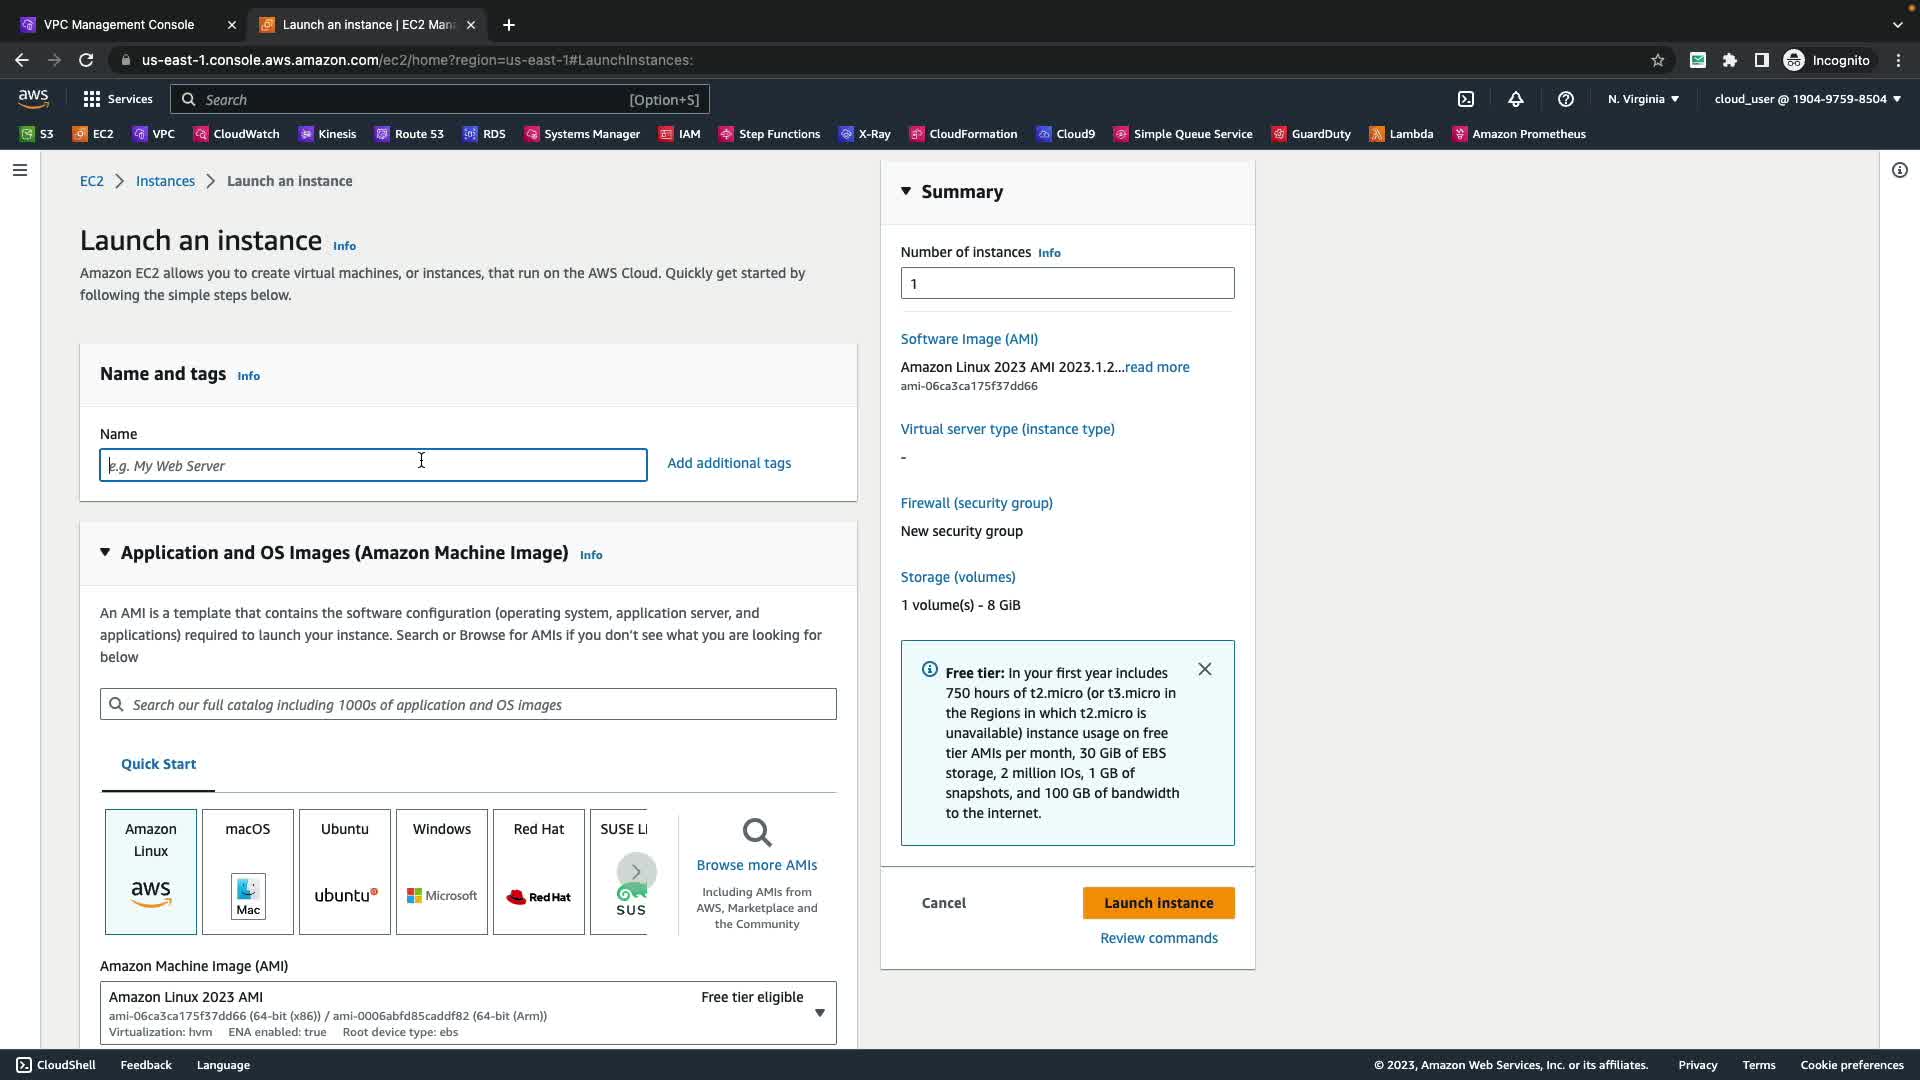 VPC Management Console
Launch an instance | EC2 Man
us-east-1.console.aws.amazon.com/ec2/home?region=us-east-1#LaunchInstances:
Incognito
aws
Services
Search
[Option+S]
N. Virginia
cloud_user @ 1904-9759-8504
S3 EC2 VPC CloudWatch Kinesis Route 53 RDS Systems Manager IAM Step Functions X-Ray CloudFormation Cloud9 Simple Queue Service GuardDuty Lambda Amazon Prometheus
EC2 Instances Launch an instance
Launch an instance Info
Amazon EC2 allows you to create virtual machines, or instances, that run on the AWS Cloud. Quickly get started by
following the simple steps below.
Name and tags Info
Name
e.g. My Web Server
Add additional tags
Application and OS Images (Amazon Machine Image) Info
An AMI is a template that contains the software configuration (operating system, application server, and
applications) required to launch your instance. Search or Browse for AMIs if you don't see what you are looking for
below
Search our full catalog including 1000s of application and OS images
Quick Start
Amazon
Linux
aws
macOS
Mac
Ubuntu
ubuntu
Windows
Microsoft
Red Hat
Red Hat
SUSE LI
SUS
Browse more AMIs
Including AMIs from
AWS, Marketplace and
the Community
Amazon Machine Image (AMI)
Amazon Linux 2023 AMI
Free tier eligible
ami-06ca3ca175f37dd66 (64-bit (x86)) / ami-0006abfd85caddf82 (64-bit (Arm))
Virtualization: hvm ENA enabled: true Root device type: ebs
Summary
Number of instances Info
1
Software Image (AMI)
Amazon Linux 2023 AMI 2023.1.2...read more
ami-06ca3ca175f37dd66
Virtual server type (instance type)
-
Firewall (security group)
New security group
Storage (volumes)
1 volume(s) - 8 GiB
Free tier: In your first year includes
750 hours of t2.micro (or t3.micro in
the Regions in which t2.micro is
unavailable) instance usage on free
tier AMIs per month, 30 GiB of EBS
storage, 2 million IOs, 1 GB of
snapshots, and 100 GB of bandwidth
to the internet.
Cancel
Launch instance
Review commands
CloudShell Feedback Language
© 2023, Amazon Web Services, Inc. or its affiliates. Privacy Terms Cookie preferences